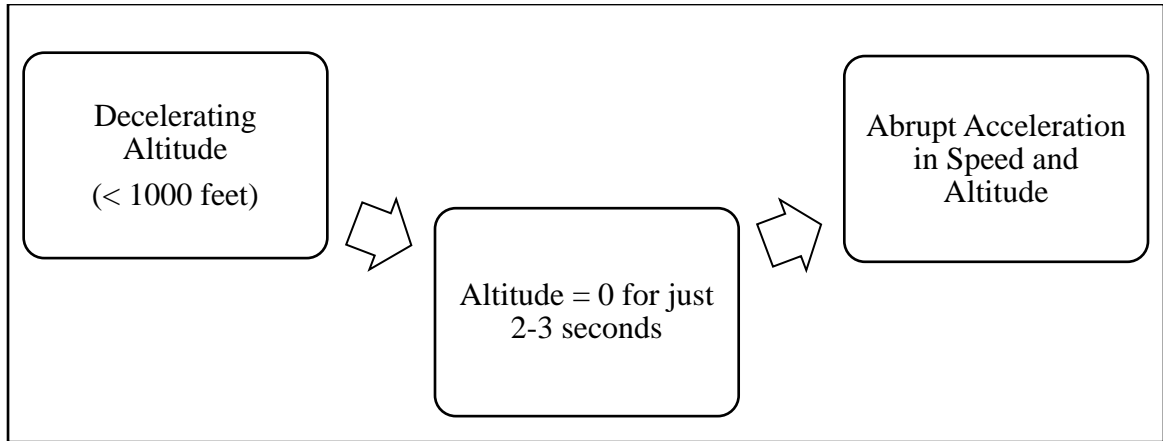 Decelerating
Altitude
(< 1000 feet)
Altitude = 0 for just
2-3 seconds
Abrupt Acceleration
in Speed and
Altitude